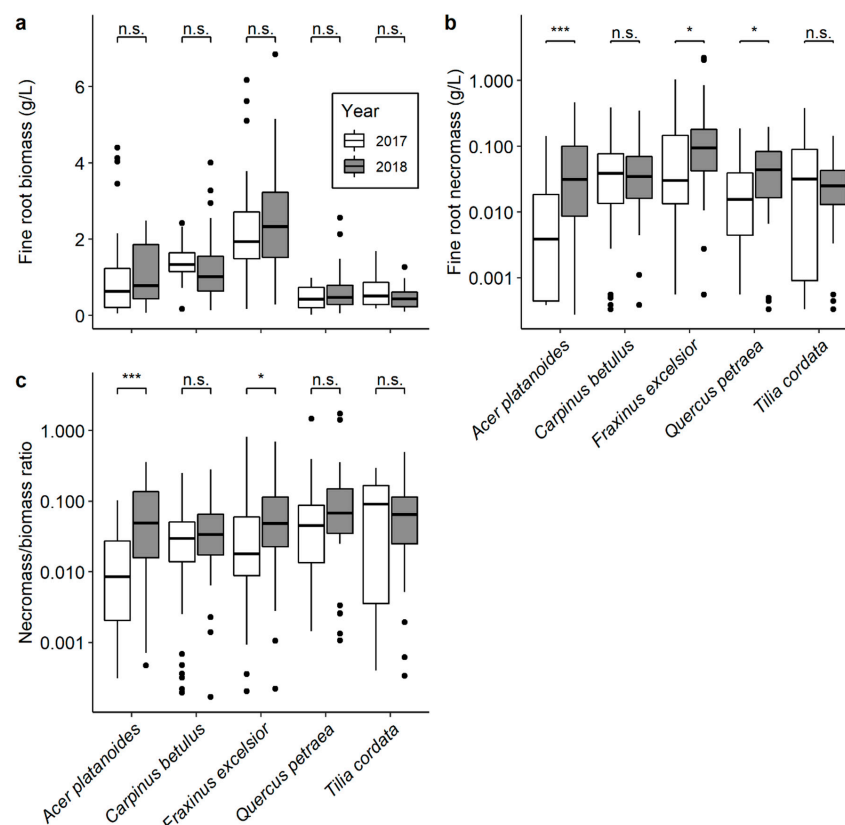 a
n.s. n.s. n.s. n.s. n.s.
Fine root biomass (g/L)
6
4
2
0
Year
2017
2018
b
*** n.s. * * n.s.
Fine root necromass (g/L)
1.000
0.100
0.010
0.001
Acer platanoides
Carpinus betulus
Fraxinus excelsior
Quercus petraea
Tilia cordata
c
*** n.s. * n.s. n.s.
Necromass/biomass ratio
1.000
0.100
0.010
0.001
Acer platanoides
Carpinus betulus
Fraxinus excelsior
Quercus petraea
Tilia cordata